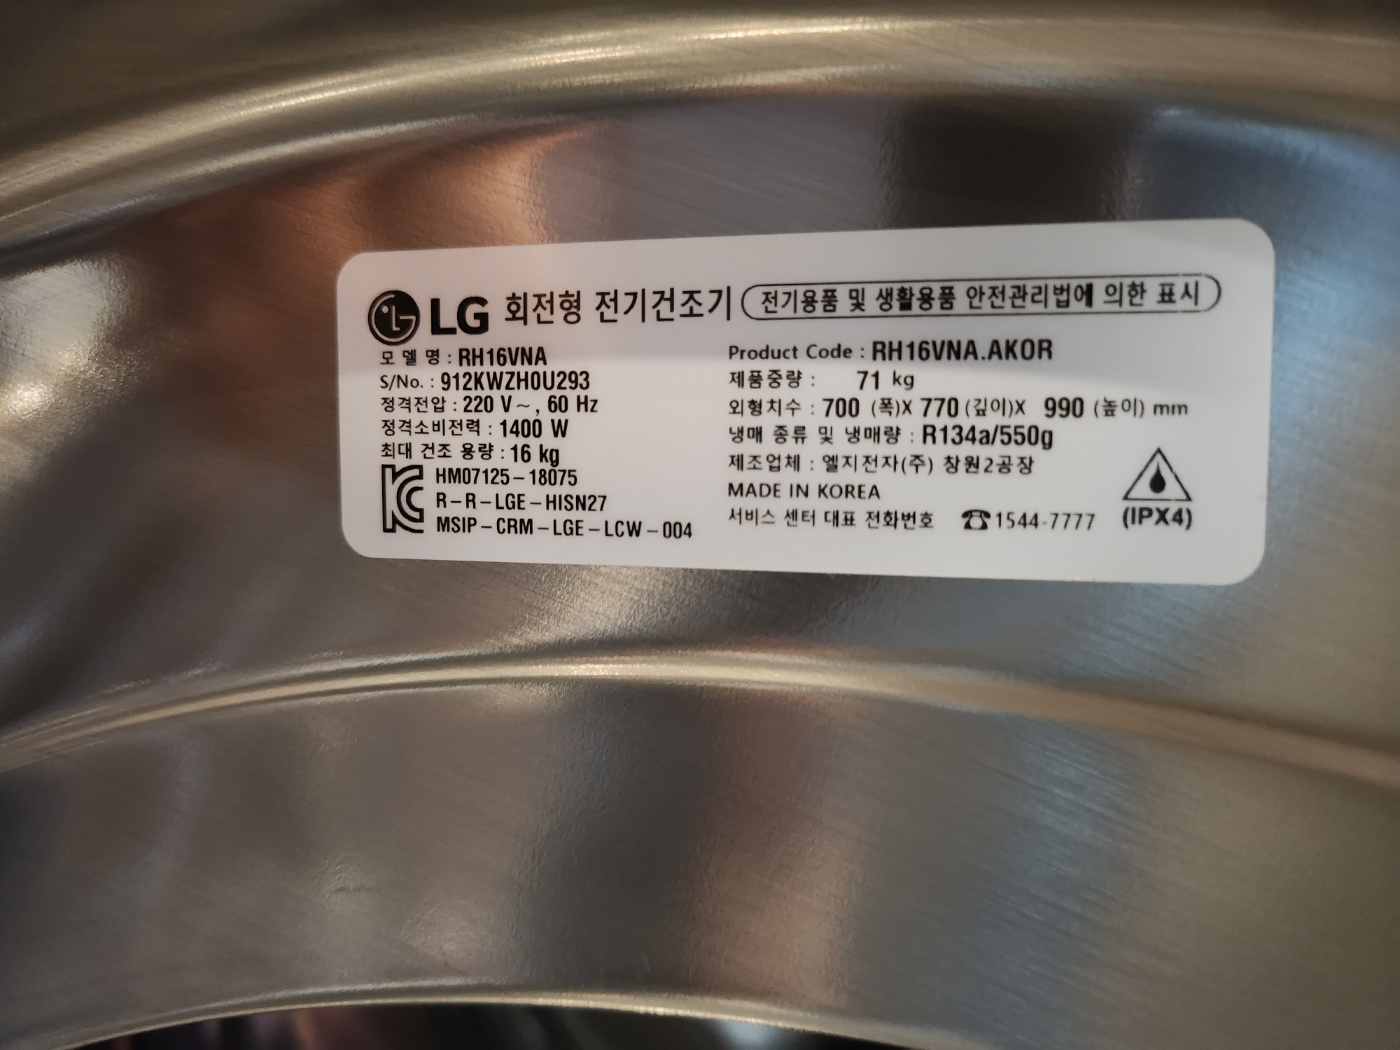 LG 회전형 전기건조기 전기용품 및 생활용품 안전관리법에 의한 표시
모 델 명 : RH16VNA
S/No. : 912KWZH0U293
정격전압 : 220 V~, 60 Hz
정격소비전력 : 1400 W
최대 건조 용량 : 16 kg
HM07125-18075
R-R-LGE-HISN27
MSIP-CRM-LGE-LCW-004
Product Code : RH16VNA.AKOR
제품중량 : 71 kg
외형치수 : 700 (폭)X 770 (깊이)X 990 (높이) mm
냉매 종류 및 냉매량 : R134a/550g
제조업체 : 엘지전자(주) 창원2공장
MADE IN KOREA
서비스 센터 대표 전화번호 ☎1544-7777
(IPX4)